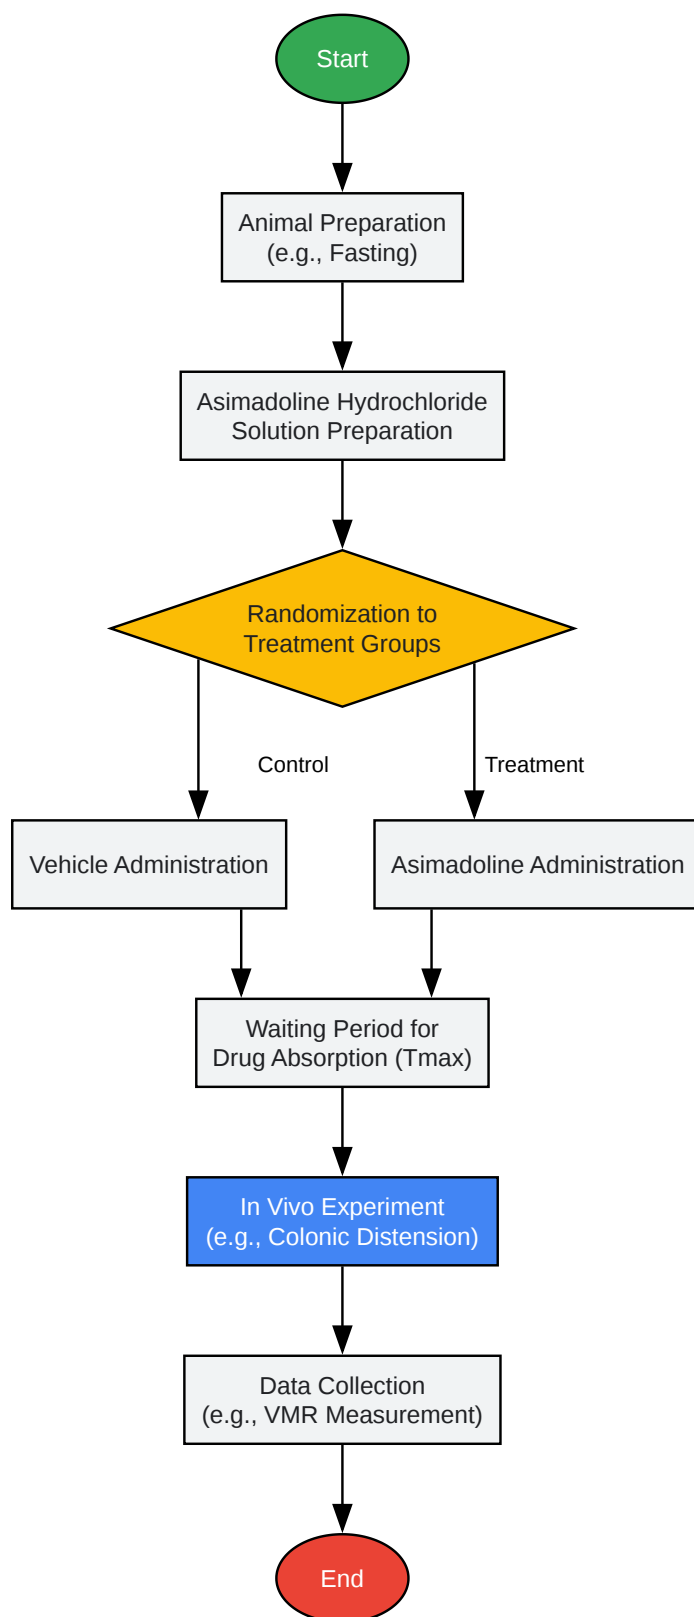 Start
Animal Preparation
(e.g., Fasting)
Asimadoline Hydrochloride
Solution Preparation
Randomization to
Treatment Groups
Control
Treatment
Vehicle Administration
Asimadoline Administration
Waiting Period for
Drug Absorption (Tmax)
In Vivo Experiment
(e.g., Colonic Distension)
Data Collection
(e.g., VMR Measurement)
End